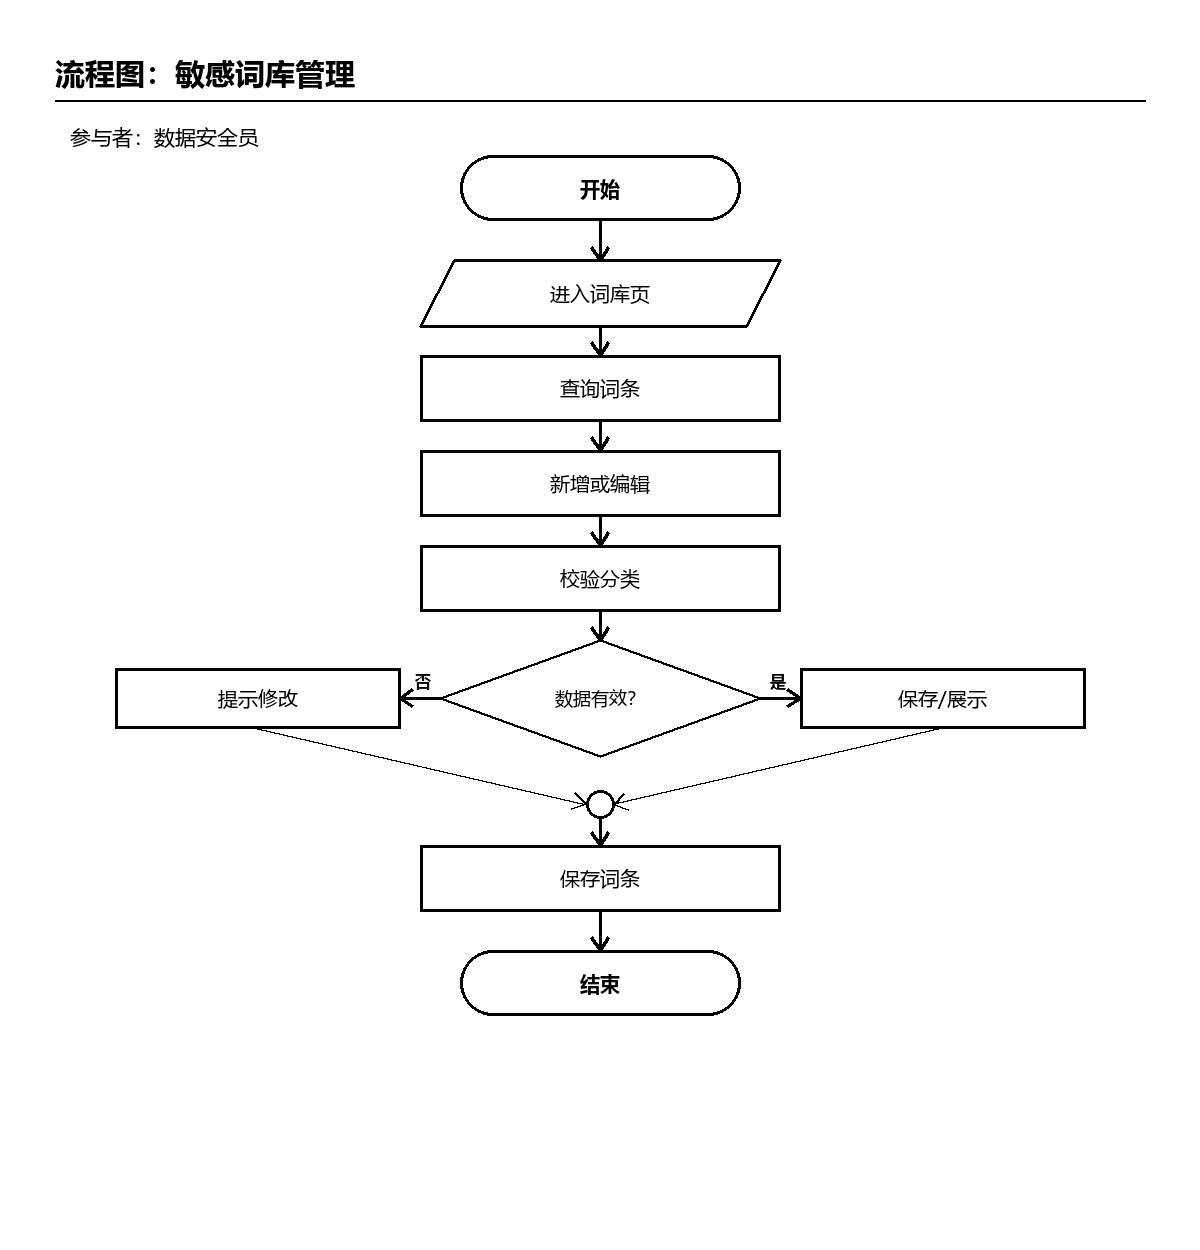 流程图：敏感词库管理
参与者：数据安全员
开始
进入词库页
查询词条
新增或编辑
校验分类
否
是
提示修改
数据有效?
保存/展示
保存词条
结束